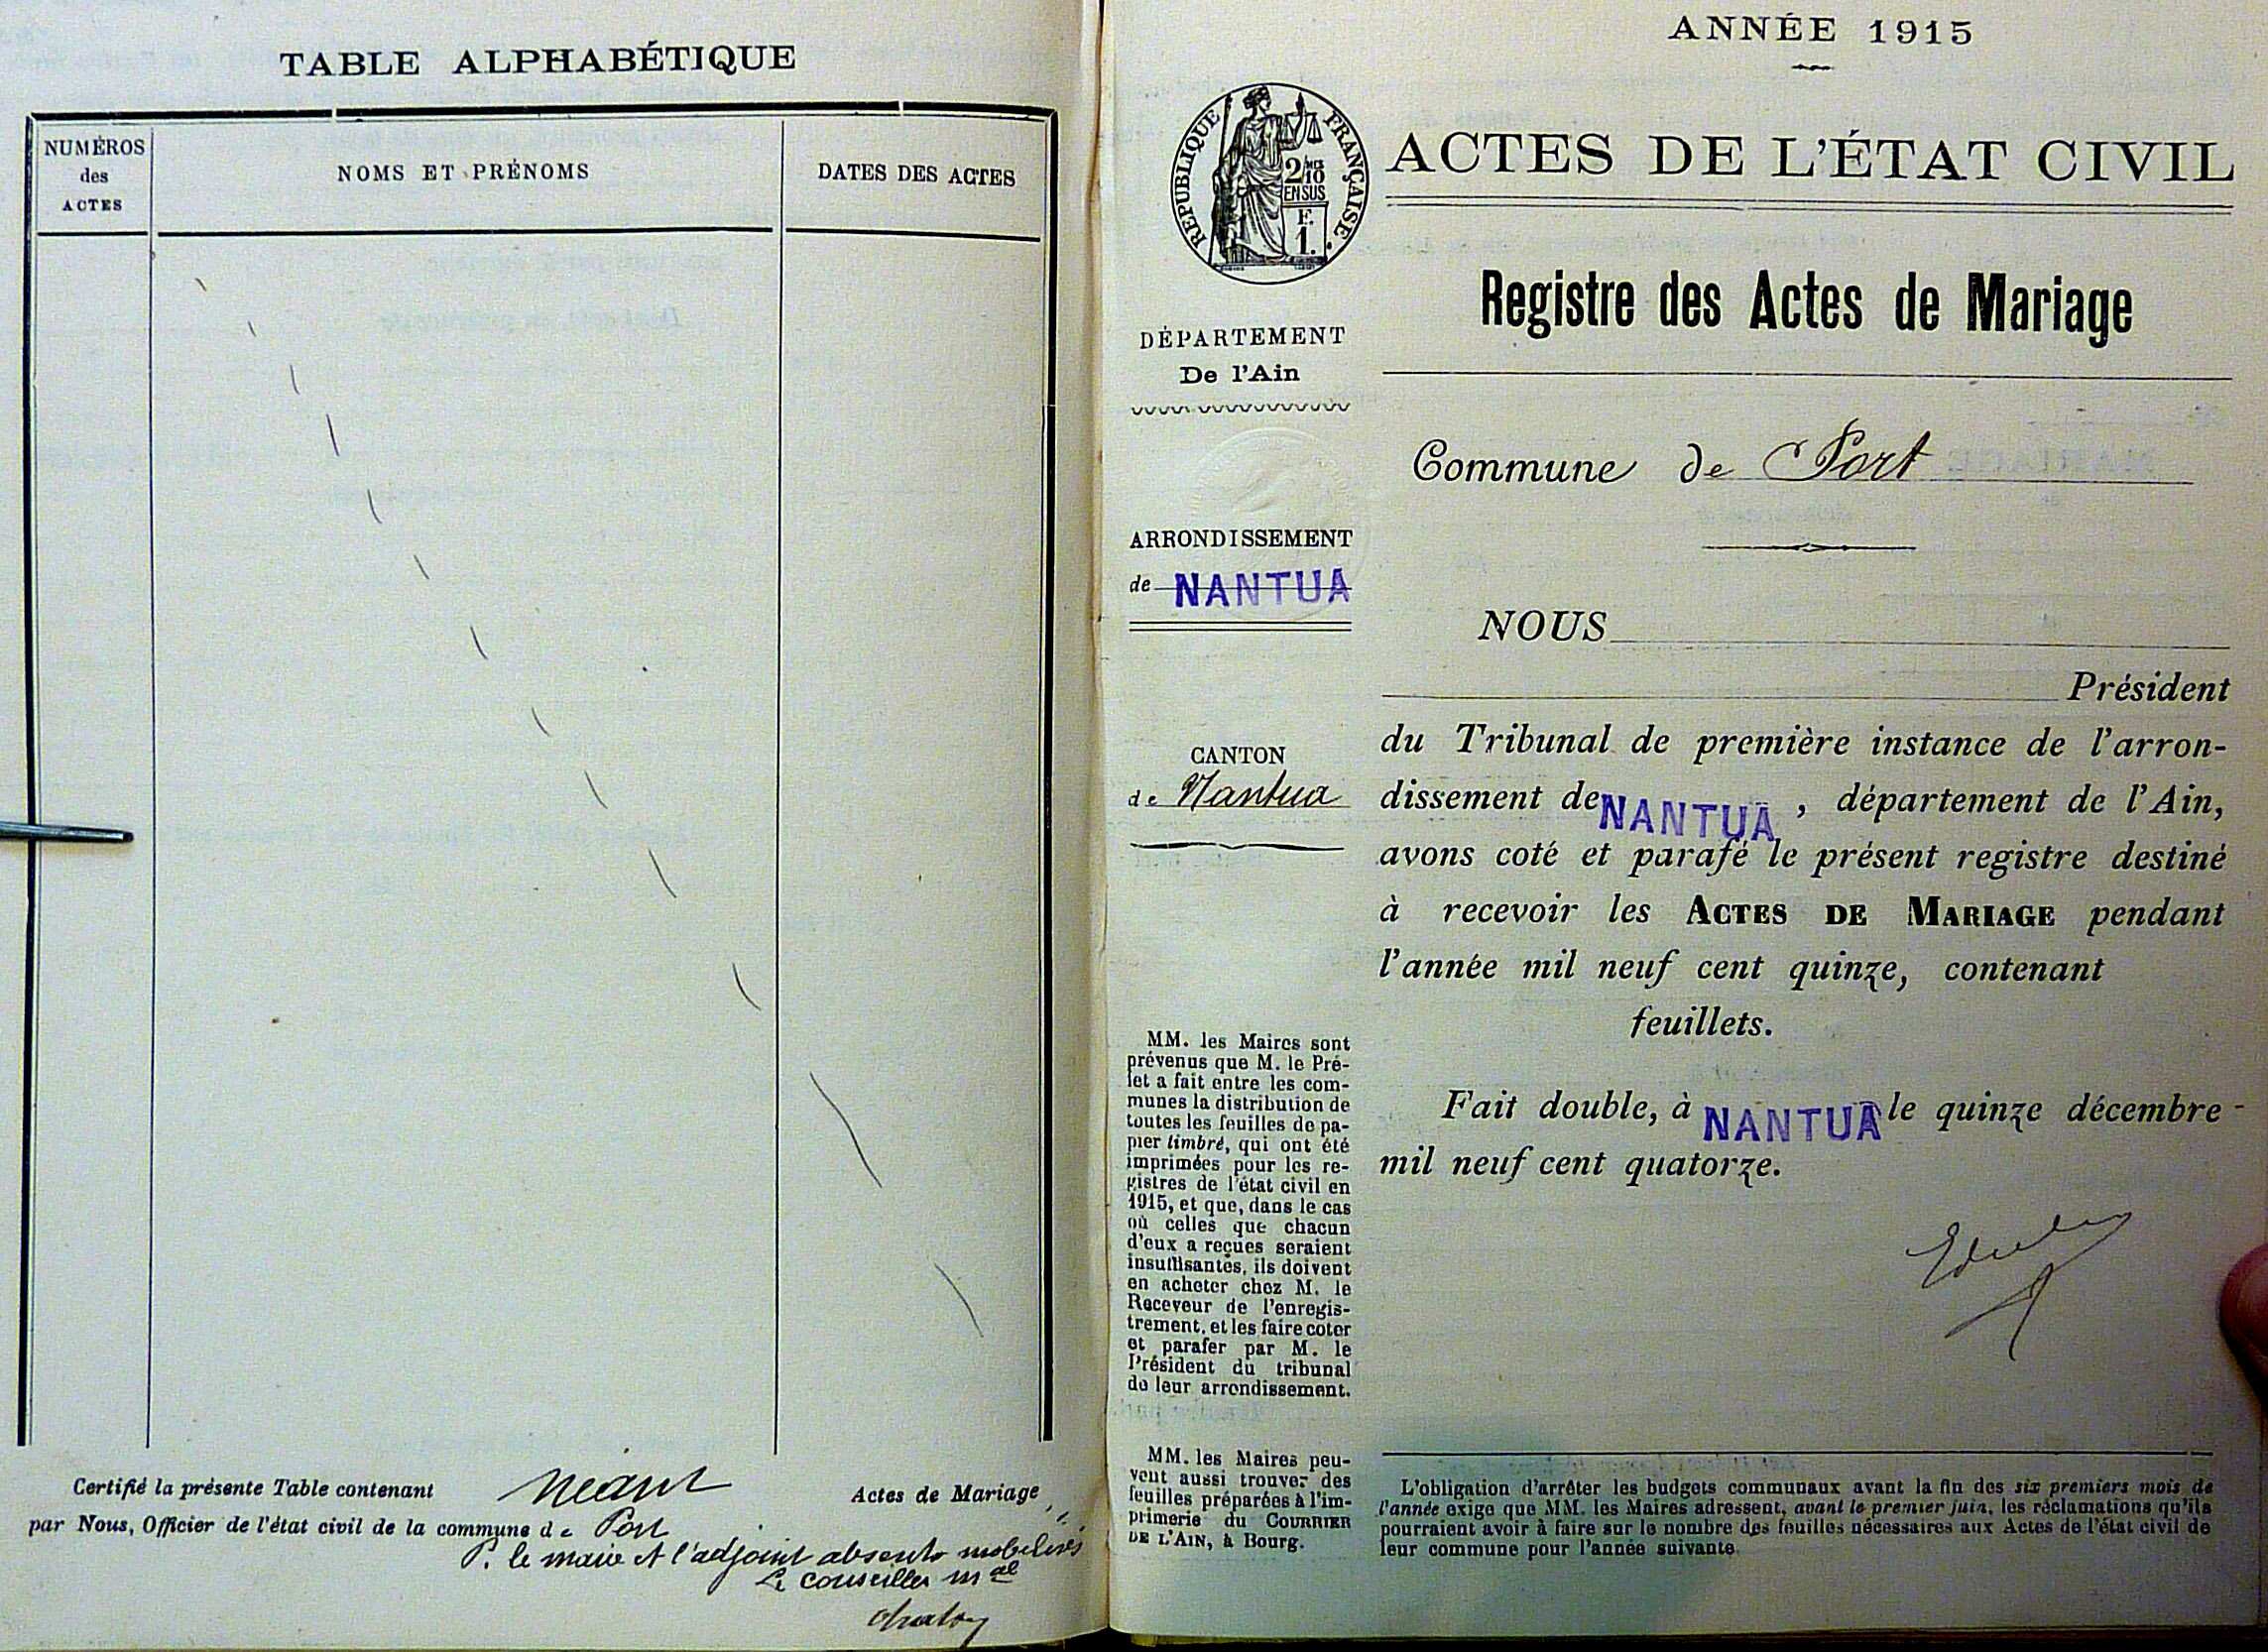 TABLE ALPHABÉTIQUE
NUMÉROS
des
ACTES
NOMS ET PRÉNOMS
DATES DES ACTES
Certifié la présente Table contenant néant Actes de Mariage,
par Nous, Officier de l'état civil de la commune de Port
P. le maire et l'adjoint absents mobilisés
Le conseiller mal
ANNÉE 1915
RÉPUBLIQUE FRANÇAISE
2/10 MES
EN SUS
F.
1.
ACTES DE L'ÉTAT CIVIL
Registre des Actes de Mariage
DÉPARTEMENT
De l'Ain
Commune de Port
ARRONDISSEMENT
de NANTUA
NOUS
Président
du Tribunal de première instance de l'arron-
dissement de NANTUA, département de l'Ain,
avons coté et parafé le présent registre destiné
à recevoir les ACTES DE MARIAGE pendant
l'année mil neuf cent quinze, contenant
feuillets.
Fait double, à NANTUA le quinze décembre -
mil neuf cent quatorze.
CANTON
de Nantua
MM. les Maires sont
prévenus que M. le Pré-
fet a fait entre les com-
munes la distribution de
toutes les feuilles de pa-
pier timbré, qui ont été
imprimées pour les re-
gistres de l'état civil en
1915, et que, dans le cas
où celles que chacun
d'eux a reçues seraient
insuffisantes, ils doivent
en acheter chez M. le
Receveur de l'enregis-
trement, et les faire coter
et parafer par M. le
Président du tribunal
de leur arrondissement.
MM. les Maires peu-
vent aussi trouver des
feuilles préparées à l'im-
primerie du COURRIER
DE L'AIN, à Bourg.
L'obligation d'arrêter les budgets communaux avant la fin des six premiers mois de
l'année exige que MM. les Maires adressent, avant le premier juin, les réclamations qu'ils
pourraient avoir à faire sur le nombre des feuilles nécessaires aux Actes de l'état civil de
leur commune pour l'année suivante.